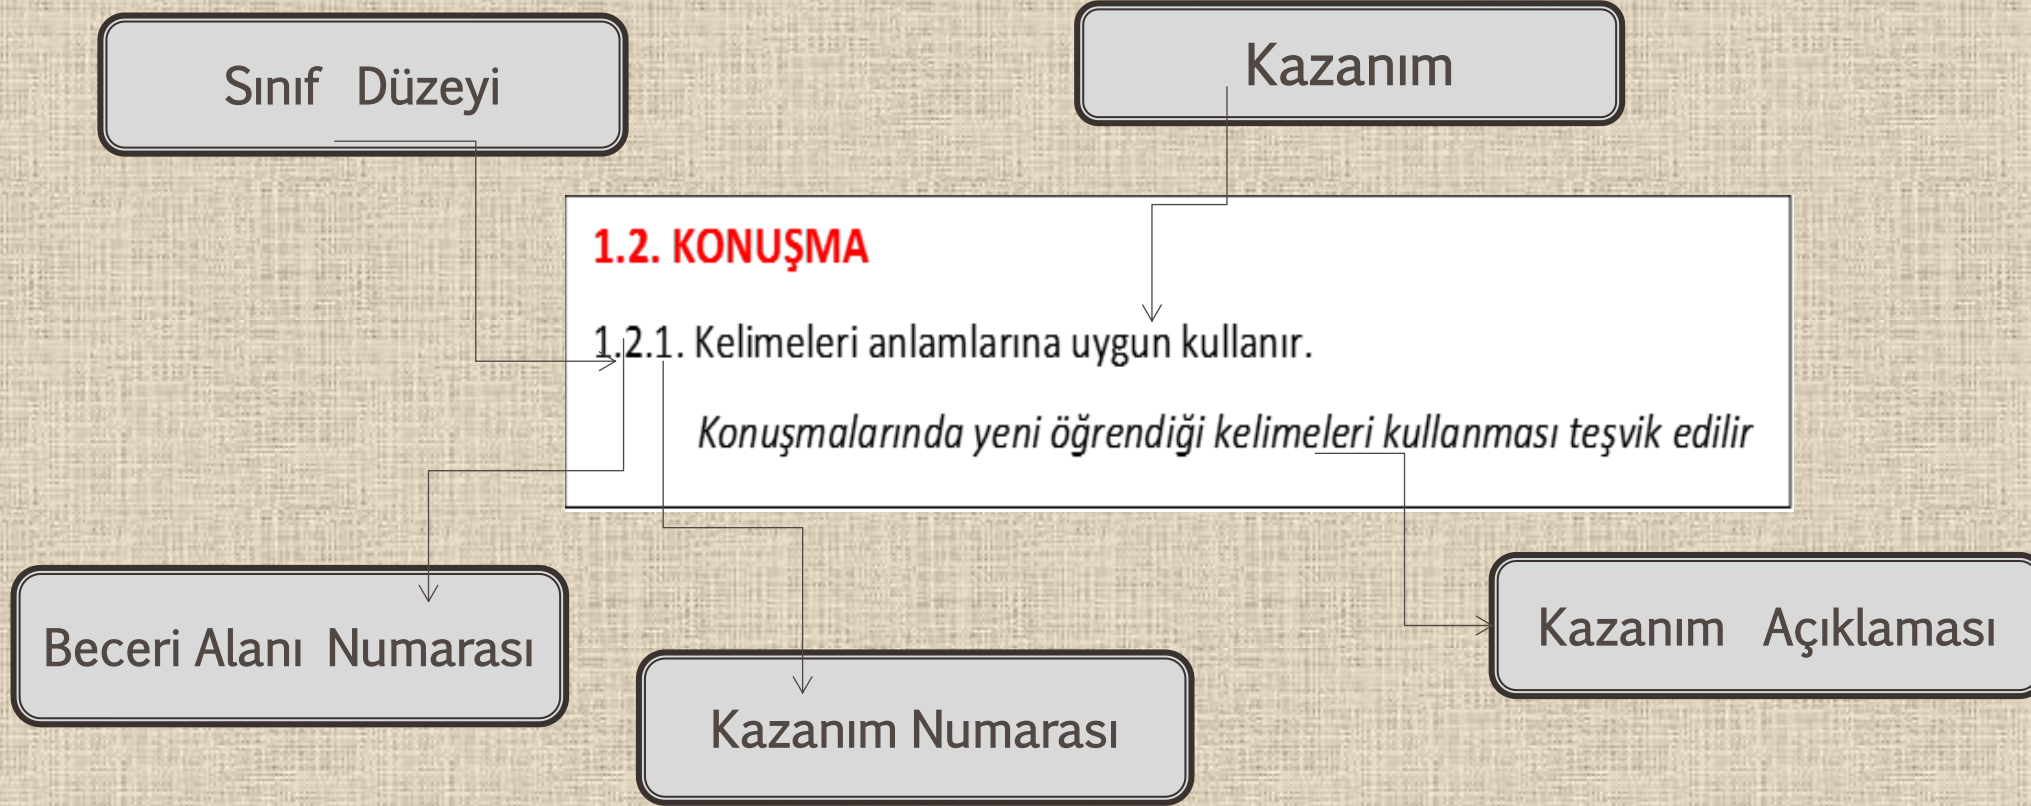 Sınıf Düzeyi
Kazanım
1.2. KONUŞMA
1.2.1. Kelimeleri anlamlarına uygun kullanır.
Konuşmalarında yeni öğrendiği kelimeleri kullanması teşvik edilir
Beceri Alanı Numarası
Kazanım Numarası
Kazanım Açıklaması